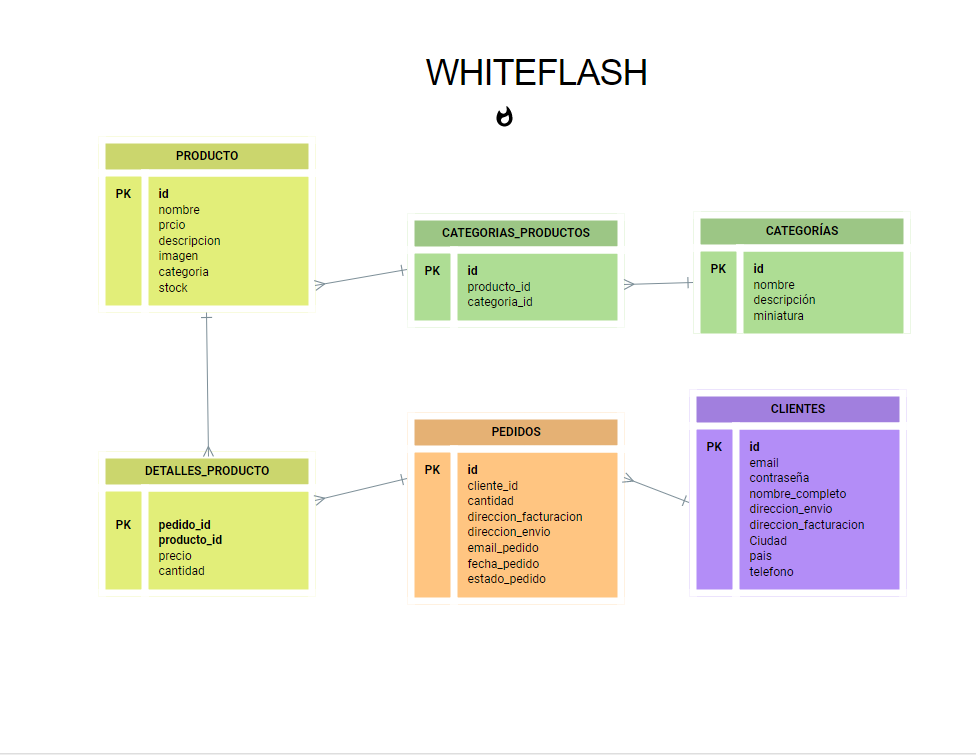 WHITEFLASH
PRODUCTO
PK
id
nombre
prcio
descripcion
imagen
categoria
stock
CATEGORIAS_PRODUCTOS
PK
id
producto_id
categoria_id
CATEGORÍAS
PK
id
nombre
descripción
miniatura
DETALLES_PRODUCTO
PK
pedido_id
producto_id
precio
cantidad
PEDIDOS
PK
id
cliente_id
cantidad
direccion_facturacion
direccion_envio
email_pedido
fecha_pedido
estado_pedido
CLIENTES
PK
id
email
contraseña
nombre_completo
direccion_envio
direccion_facturacion
Ciudad
pais
telefono